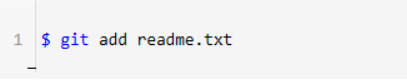 1 $ git add readme.txt